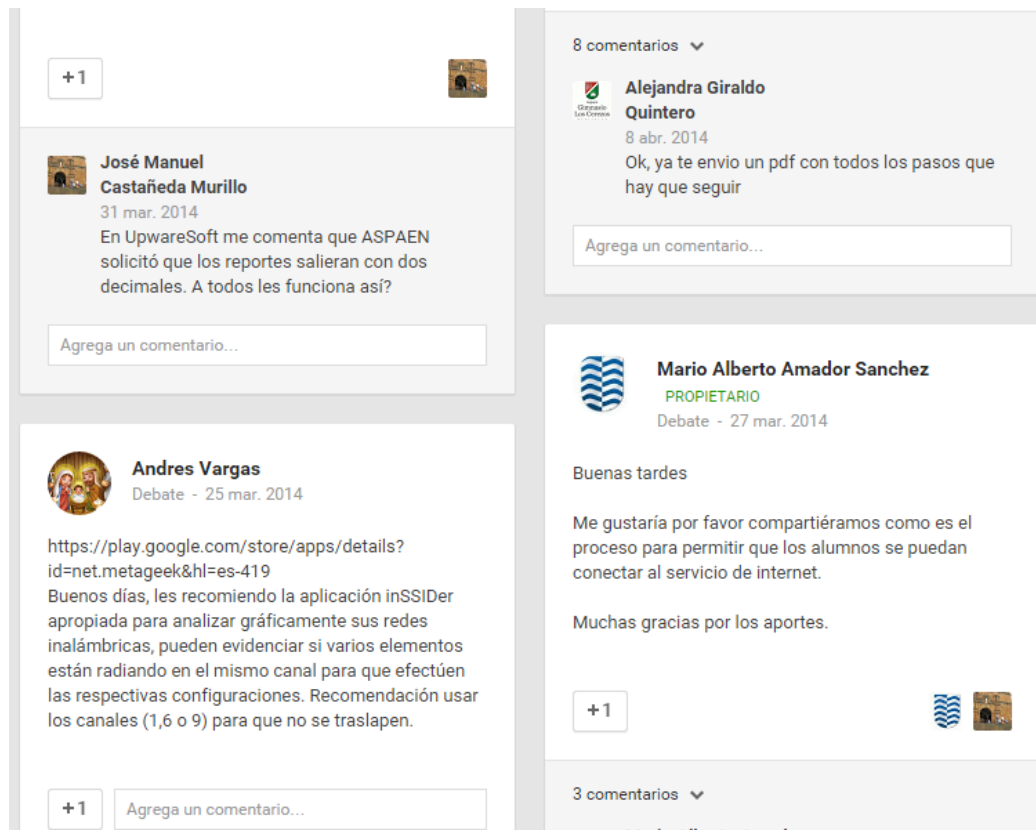 +1
José Manuel
Castañeda Murillo
31 mar. 2014
En UpwareSoft me comenta que ASPAEN
solicitó que los reportes salieran con dos
decimales. A todos les funciona así?
Agrega un comentario...
Andres Vargas
Debate - 25 mar. 2014
https://play.google.com/store/apps/details?
id=net.metageek&hl=es-419
Buenos días, les recomiendo la aplicación inSSIDer
apropiada para analizar gráficamente sus redes
inalámbricas, pueden evidenciar si varios elementos
están radiando en el mismo canal para que efectúen
las respectivas configuraciones. Recomendación usar
los canales (1,6 o 9) para que no se traslapen.
+1
Agrega un comentario...
8 comentarios
Gimnasio
Los Cerezos
Alejandra Giraldo
Quintero
8 abr. 2014
Ok, ya te envio un pdf con todos los pasos que
hay que seguir
Agrega un comentario...
Mario Alberto Amador Sanchez
PROPIETARIO
Debate - 27 mar. 2014
Buenas tardes
Me gustaría por favor compartiéramos como es el
proceso para permitir que los alumnos se puedan
conectar al servicio de internet.
Muchas gracias por los aportes.
+1
3 comentarios